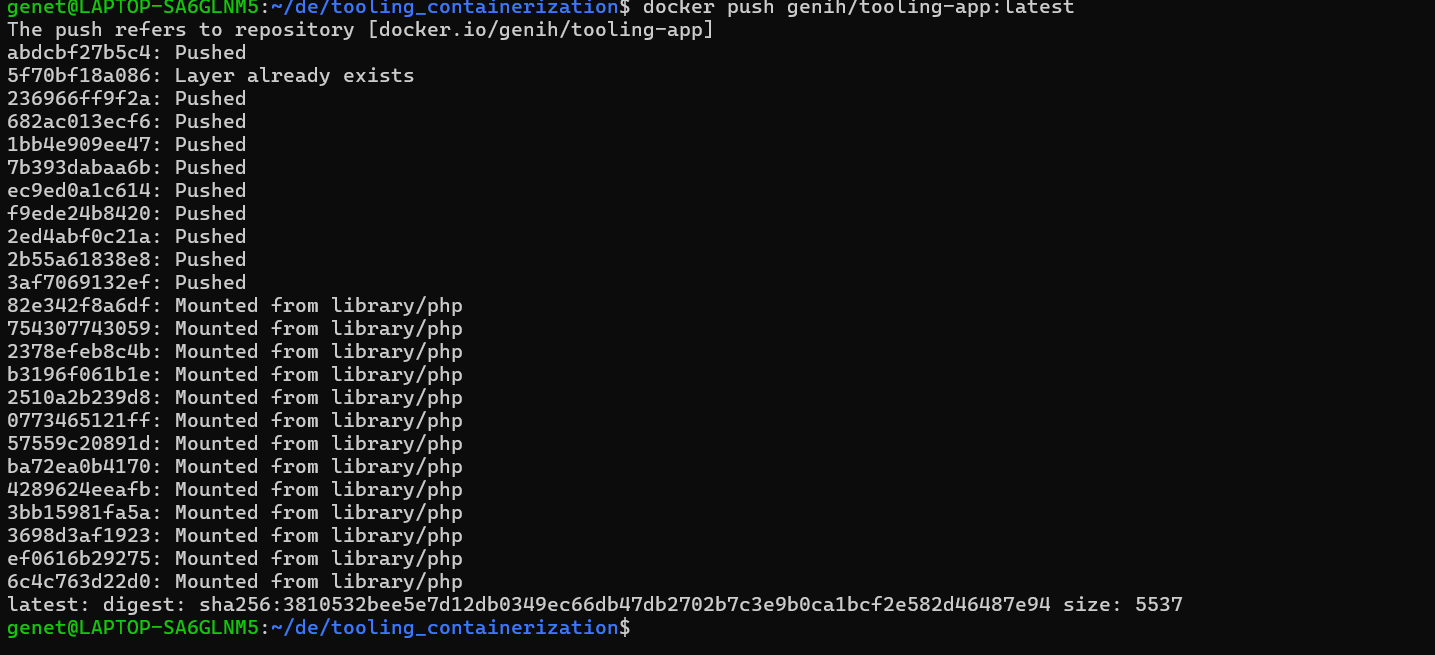 genet@LAPTOP-SA6GLNM5:~/de/tooling_containerization$ docker push genih/tooling-app:latest
The push refers to repository [docker.io/genih/tooling-app]
abdcbf27b5c4: Pushed
5f70bf18a086: Layer already exists
236966ff9f2a: Pushed
682ac013ecf6: Pushed
1bb4e909ee47: Pushed
7b393dabaa6b: Pushed
ec9ed0a1c614: Pushed
f9ede24b8420: Pushed
2ed4abf0c21a: Pushed
2b55a61838e8: Pushed
3af7069132ef: Pushed
82e342f8a6df: Mounted from library/php
754307743059: Mounted from library/php
2378efeb8c4b: Mounted from library/php
b3196f061b1e: Mounted from library/php
2510a2b239d8: Mounted from library/php
0773465121ff: Mounted from library/php
57559c20891d: Mounted from library/php
ba72ea0b4170: Mounted from library/php
4289624eeafb: Mounted from library/php
3bb15981fa5a: Mounted from library/php
3698d3af1923: Mounted from library/php
ef0616b29275: Mounted from library/php
6c4c763d22d0: Mounted from library/php
latest: digest: sha256:3810532bee5e7d12db0349ec66db47db2702b7c3e9b0ca1bcf2e582d46487e94 size: 5537
genet@LAPTOP-SA6GLNM5:~/de/tooling_containerization$